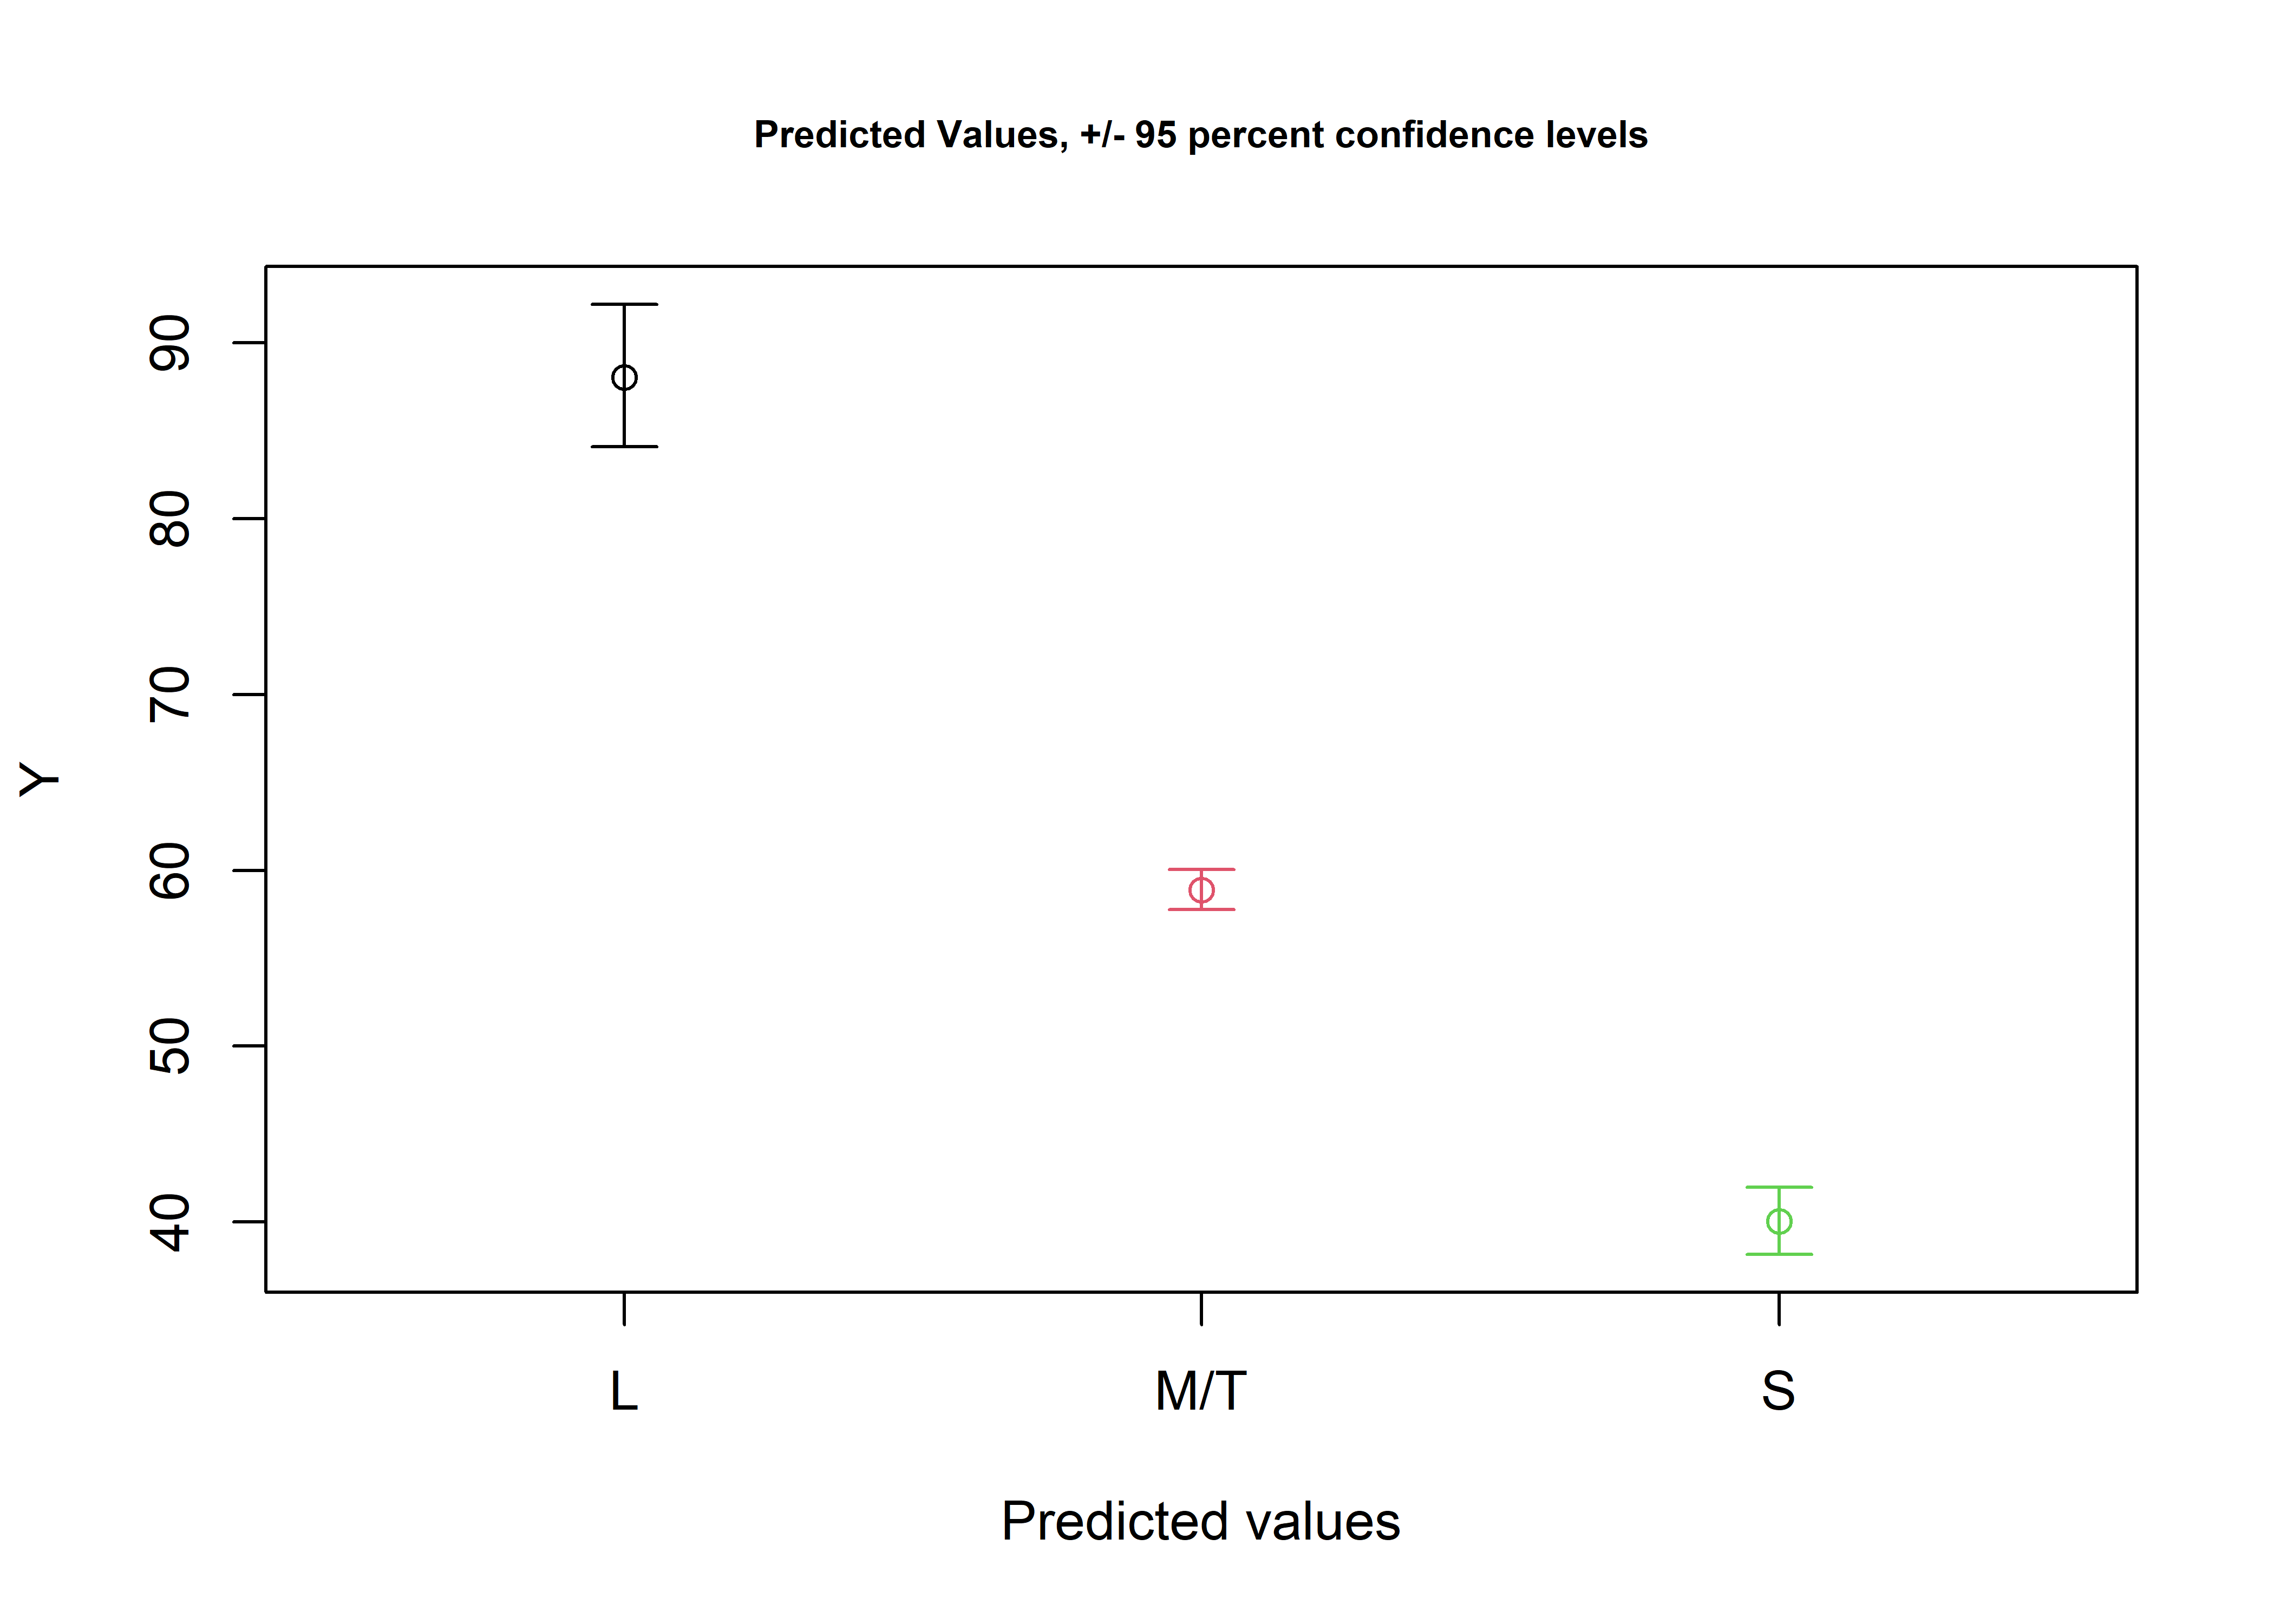 Predicted Values, +/- 95 percent confidence levels
90
80
70
60
50
40
Y
L M/T S
Predicted values